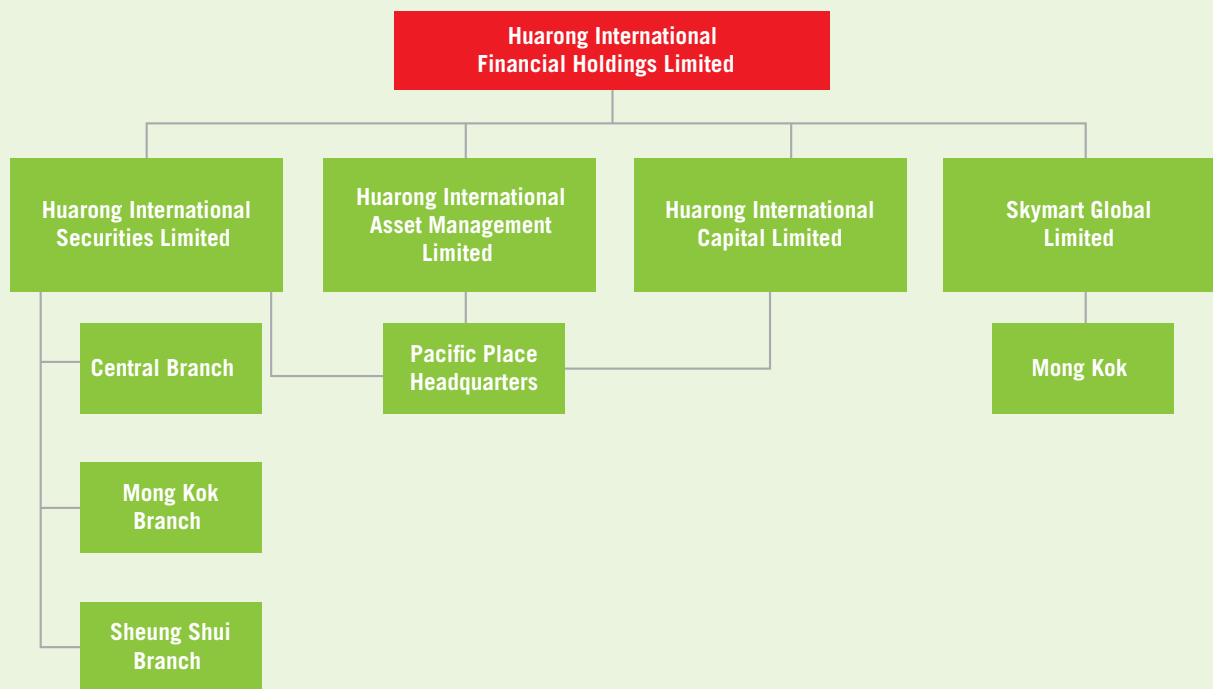 Huarong International
Financial Holdings Limited
Huarong International
Securities Limited
Huarong International
Asset Management
Limited
Huarong International
Capital Limited
Skymart Global
Limited
Central Branch
Pacific Place
Headquarters
Mong Kok
Mong Kok
Branch
Sheung Shui
Branch